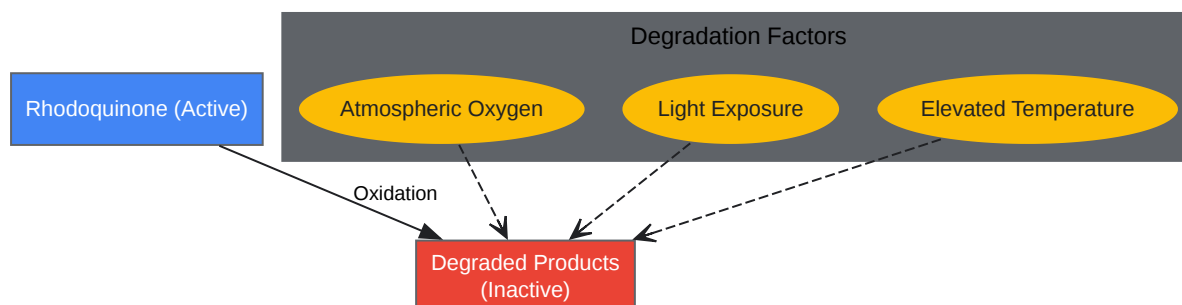 Degradation Factors
Rhodoquinone (Active)
Atmospheric Oxygen
Light Exposure
Elevated Temperature
Oxidation
Degraded Products
(Inactive)